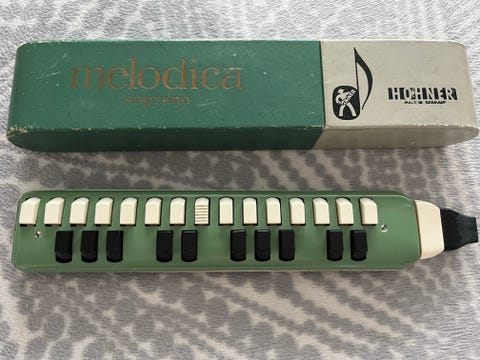 melodica
soprano
HOHNER
MADE IN GERMANY